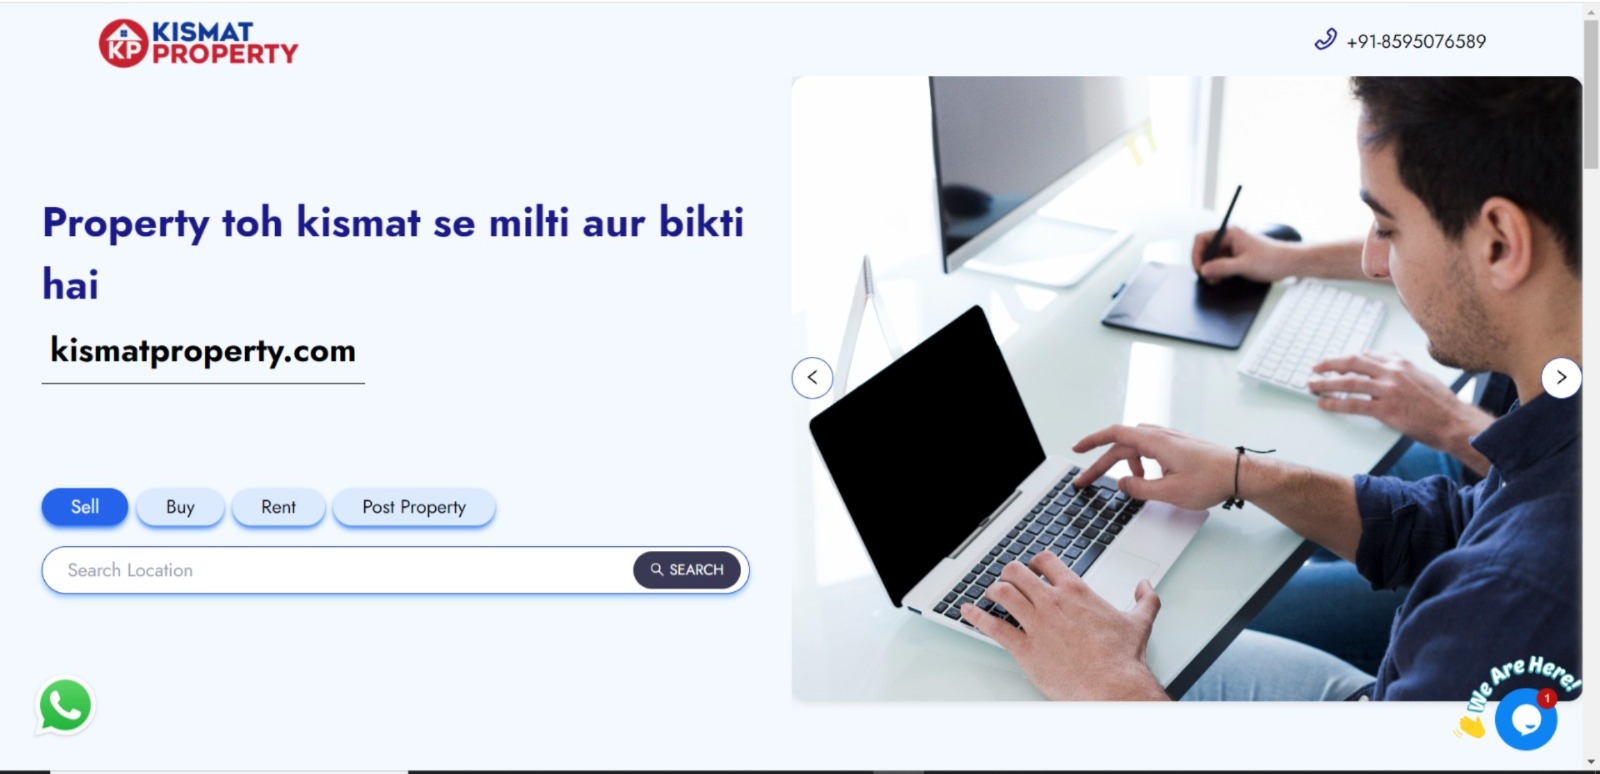 KISMAT
KP PROPERTY
+91-8595076589
Property toh kismat se milti aur bikti
hai
kismatproperty.com
Sell Buy Rent Post Property
Search Location SEARCH
We Are Here!
1